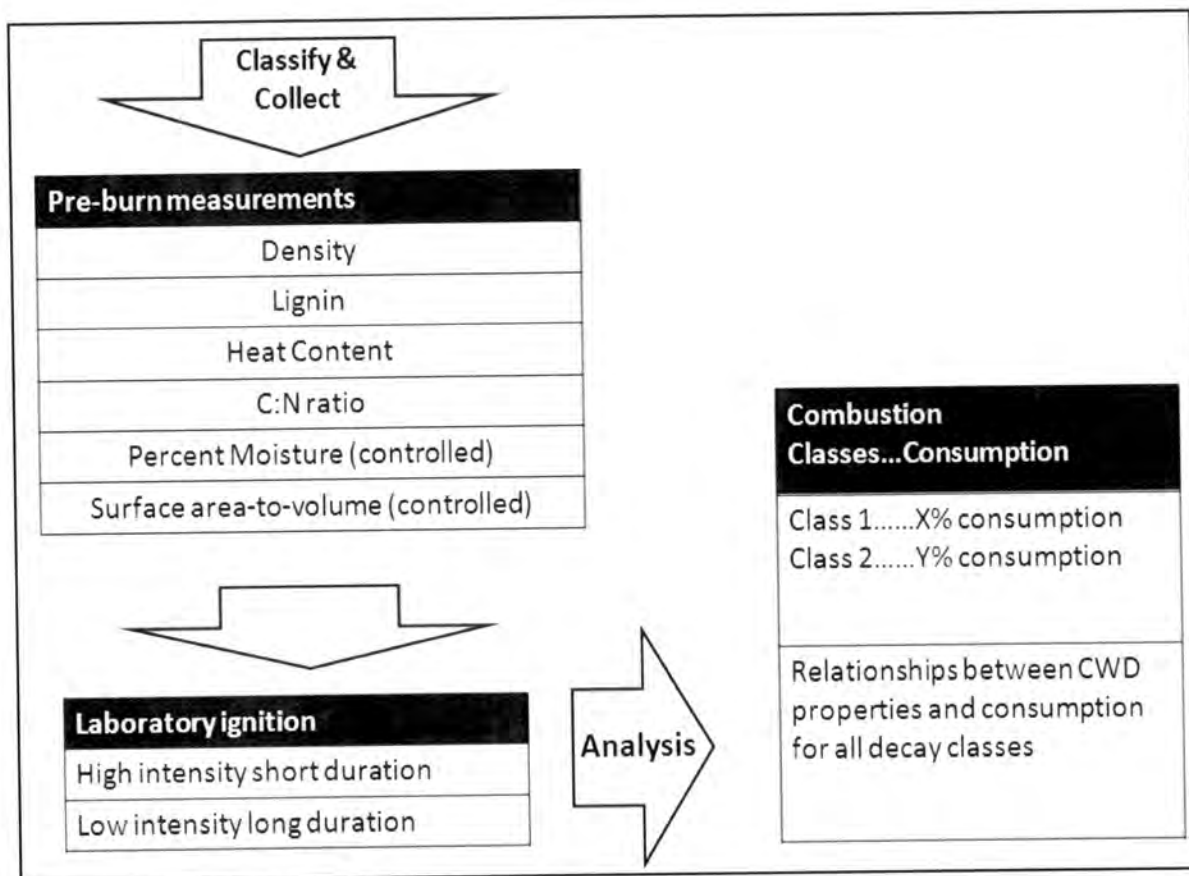 Classify &
Collect
Pre-burn measurements
Density
Lignin
Heat Content
C:N ratio
Percent Moisture (controlled)
Surface area-to-volume (controlled)
Laboratory ignition
High intensity short duration
Low intensity long duration
Analysis
Combustion
Classes...Consumption
Class 1......X% consumption
Class 2......Y% consumption
Relationships between CWD
properties and consumption
for all decay classes